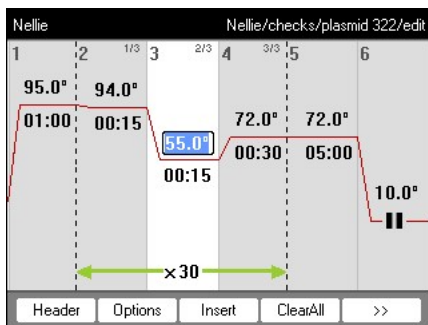 Nellie Nellie/checks/plasmid 322/edit
1 2 1/3 3 2/3 4 3/3 5 6
95.0° 94.0°
01:00 00:15
55.0° 72.0° 72.0°
00:15 00:30 05:00
10.0°
×30
Header Options Insert ClearAll >>